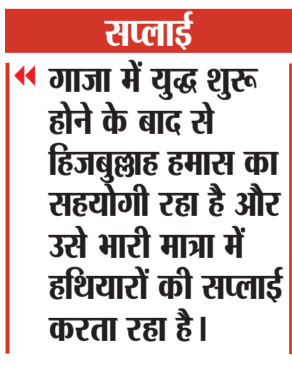 सप्लाई
गाजा में युद्ध शुरू
होने के बाद से
हिजबुल्लाह हमास का
सहयोगी रहा है और
उसे भारी मात्रा में
हथियारों की सप्लाई
करता रहा है।